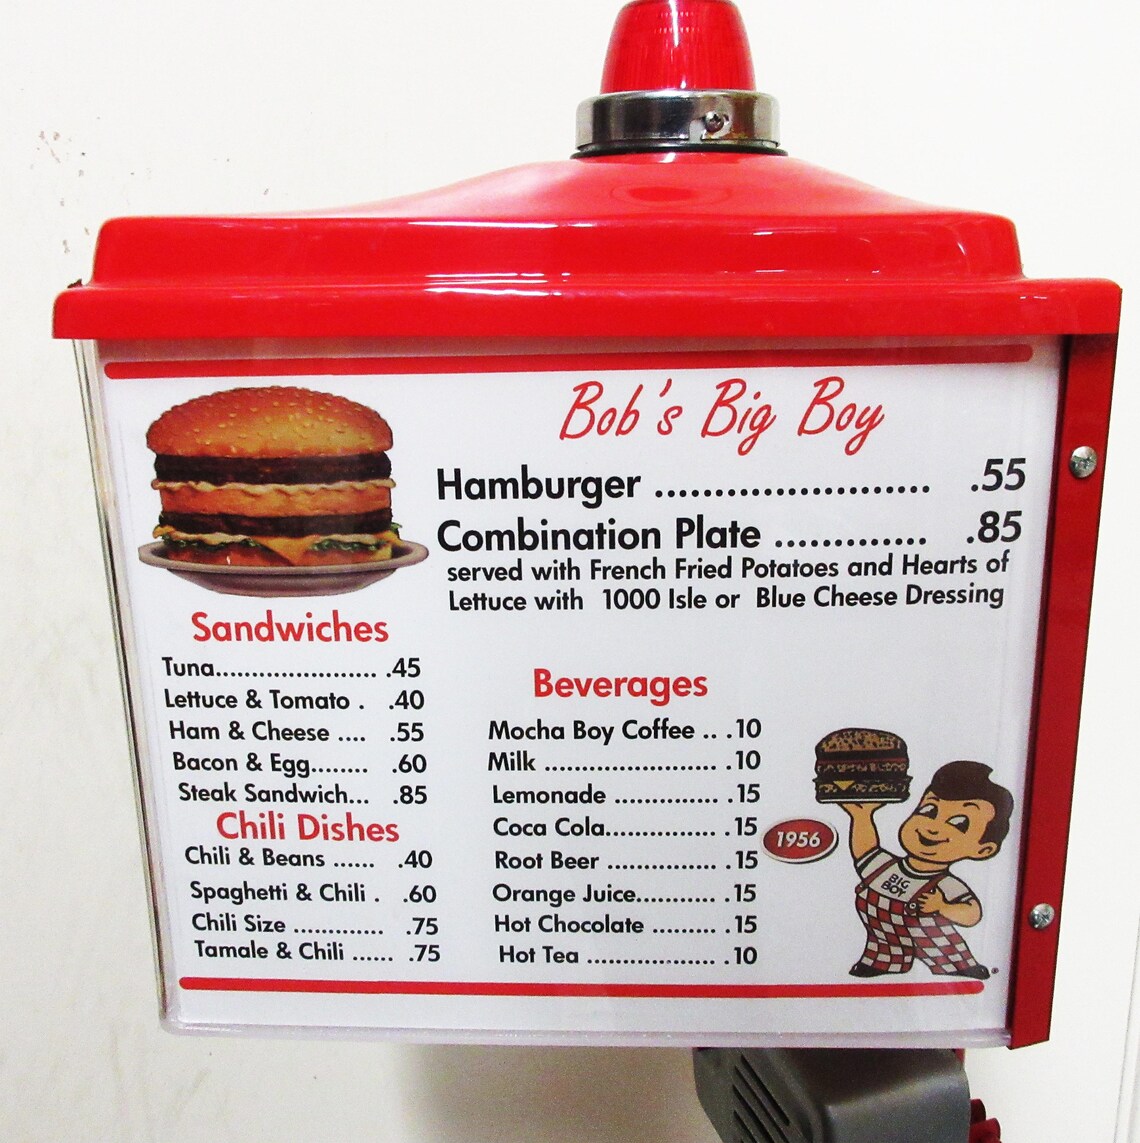 Bob's Big Boy
Hamburger ....................... .55
Combination Plate ............. .85
served with French Fried Potatoes and Hearts of
Lettuce with 1000 Isle or Blue Cheese Dressing
Sandwiches
Tuna..................... .45
Lettuce & Tomato . .40
Ham & Cheese .... .55
Bacon & Egg........ .60
Steak Sandwich... .85
Chili Dishes
Chili & Beans ...... .40
Spaghetti & Chili . .60
Chili Size ............. .75
Tamale & Chili ...... .75
Beverages
Mocha Boy Coffee .. .10
Milk ....................... .10
Lemonade .............. .15
Coca Cola............... .15
Root Beer ............... .15
Orange Juice........... .15
Hot Chocolate ......... .15
Hot Tea ................. .10
1956
BIG
BOY